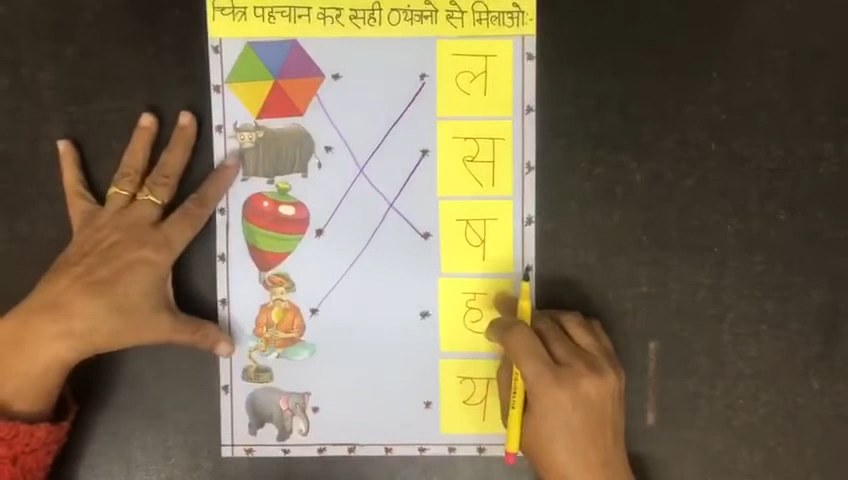 चित्र पहचान कर सही व्यंजनो से मिलाओ:-
ल
स
ष
ह
य